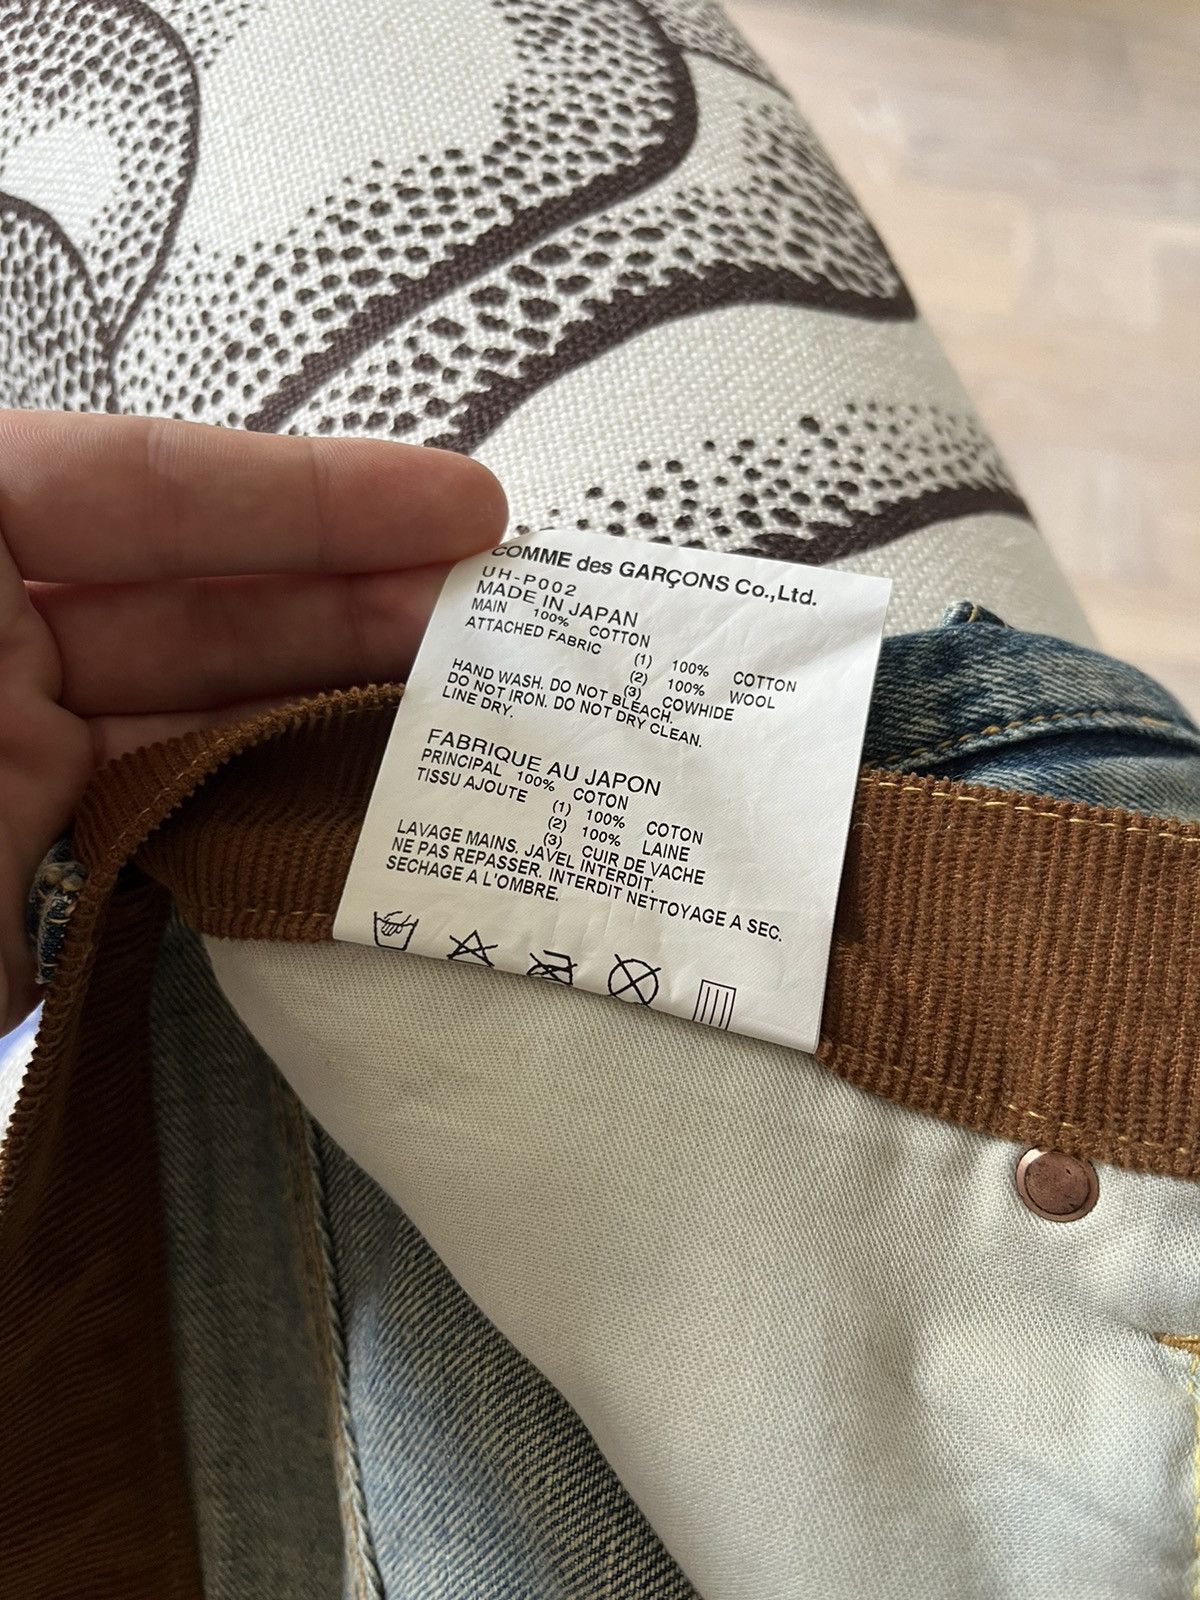 COMME des GARÇONS Co.,Ltd.
UH-P002
MADE IN JAPAN
MAIN 100% COTTON
ATTACHED FABRIC
(1) 100% COTTON
(2) 100% WOOL
(3) COWHIDE
HAND WASH. DO NOT BLEACH.
DO NOT IRON. DO NOT DRY CLEAN.
LINE DRY.
FABRIQUE AU JAPON
PRINCIPAL 100% COTON
TISSU AJOUTE
(1) 100% COTON
(2) 100% LAINE
(3) CUIR DE VACHE
LAVAGE MAINS. JAVEL INTERDIT.
NE PAS REPASSER. INTERDIT NETTOYAGE A SEC.
SECHAGE A L'OMBRE.